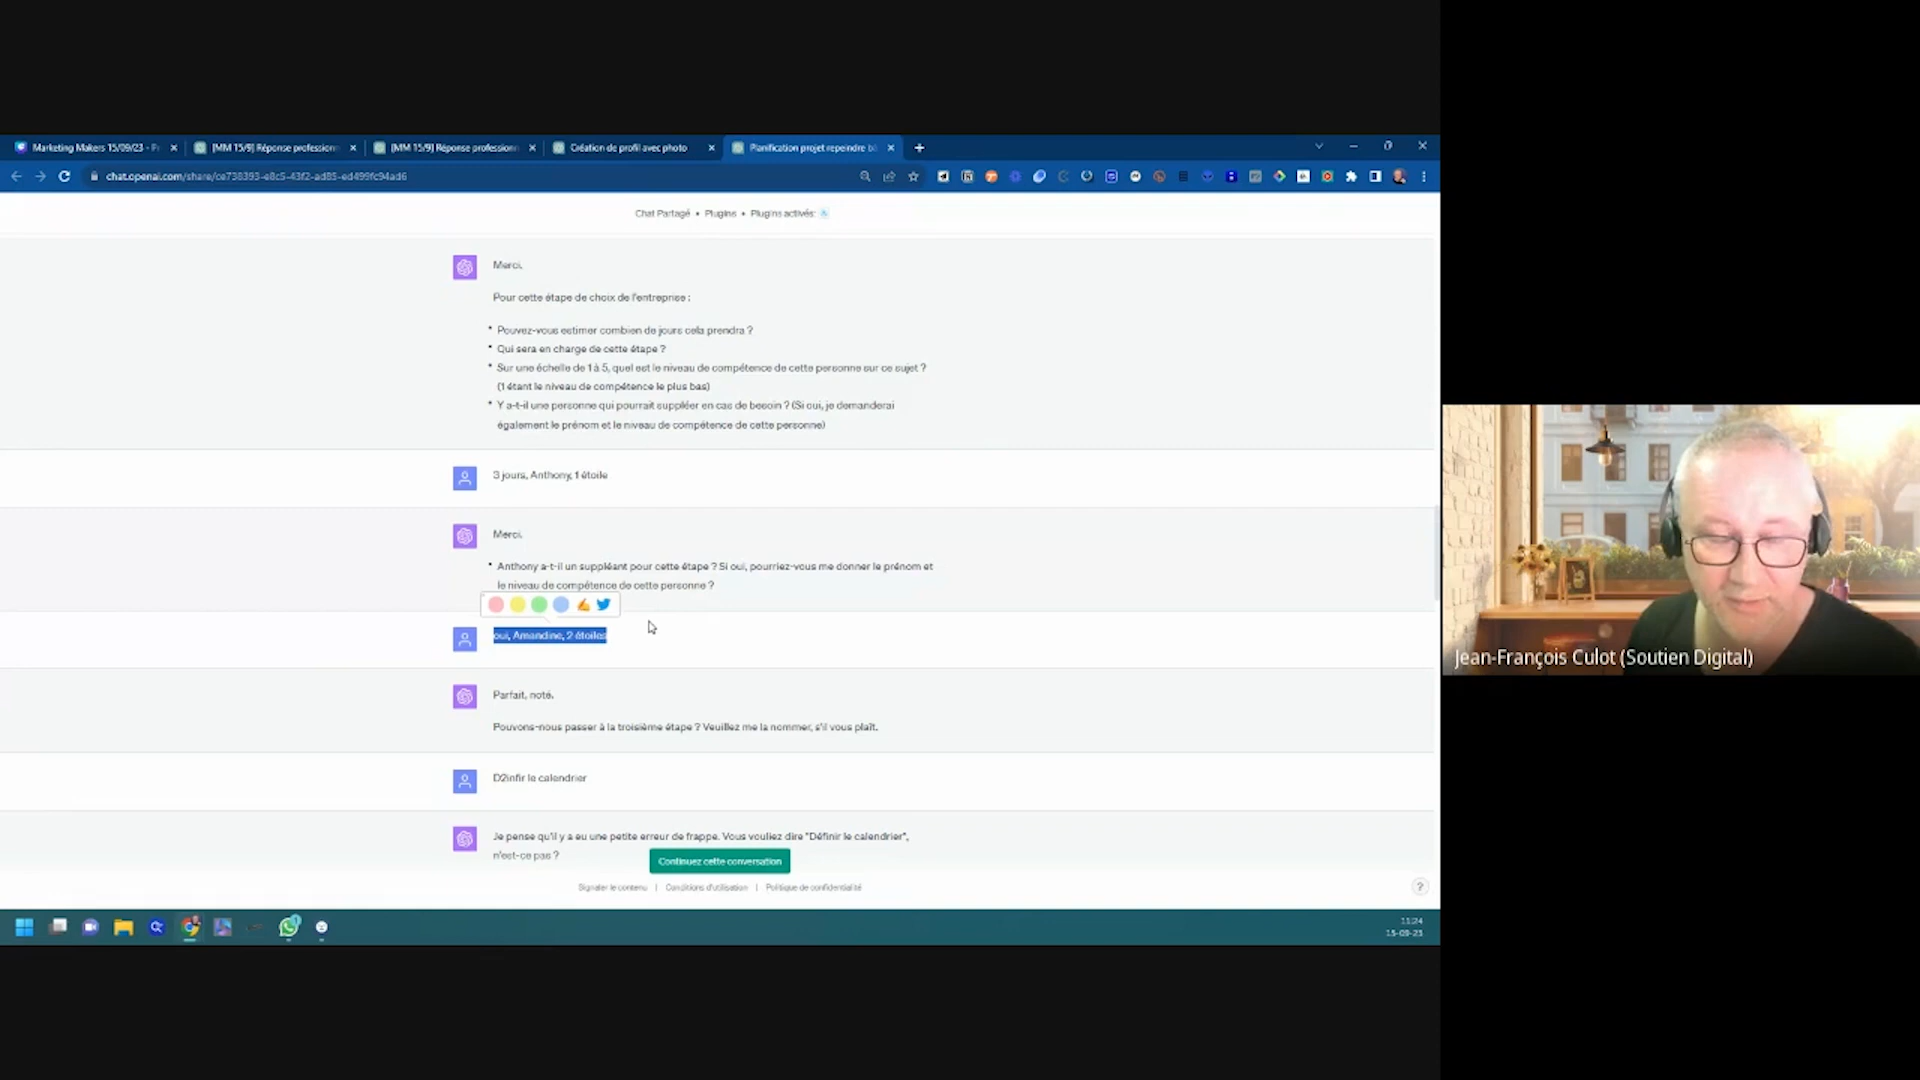 Marketing Makers 15/09/23 - Pr
[MM 15/9] Réponse profession
[MM 15/9] Réponse profession
Création de profil avec photo
Planification projet repeindre b
chat.openai.com/share/ce738393-e8c5-43f2-ad85-ed499fc94ad6
Chat Partagé • Plugins • Plugins activés:
Merci.
Pour cette étape de choix de l'entreprise :
• Pouvez-vous estimer combien de jours cela prendra ?
• Qui sera en charge de cette étape ?
• Sur une échelle de 1 à 5, quel est le niveau de compétence de cette personne sur ce sujet ?
(1 étant le niveau de compétence le plus bas)
• Y a-t-il une personne qui pourrait suppléer en cas de besoin ? (Si oui, je demanderai
également le prénom et le niveau de compétence de cette personne)
3 jours, Anthony, 1 étoile
Merci.
• Anthony a-t-il un suppléant pour cette étape ? Si oui, pourriez-vous me donner le prénom et
le niveau de compétence de cette personne ?
oui, Amandine, 2 étoiles
Parfait, noté.
Pouvons-nous passer à la troisième étape ? Veuillez me la nommer, s'il vous plaît.
D2infir le calendrier
Je pense qu'il y a eu une petite erreur de frappe. Vous vouliez dire "Définir le calendrier",
n'est-ce pas ?
Continuez cette conversation
Signaler le contenu | Conditions d'utilisation | Politique de confidentialité
?
11:24
15-09-23
Jean-François Culot (Soutien Digital)